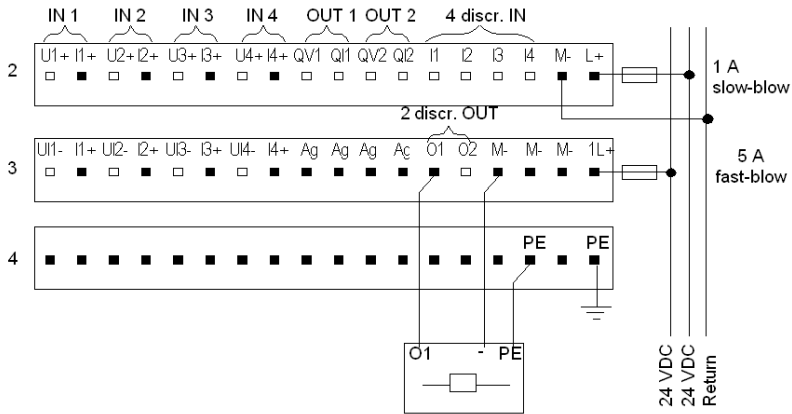 IN 1 IN 2 IN 3 IN 4 OUT 1 OUT 2 4 discr. IN
2 U1+ I1+ U2+ I2+ U3+ I3+ U4+ I4+ QV1 QI1 QV2 QI2 I1 I2 I3 I4 M- L+
1 A
slow-blow
2 discr. OUT
3 UI1- I1+ UI2- I2+ UI3- I3+ UI4- I4+ Ag Ag Ag Ag O1 O2 M- M- M- 1L+
5 A
fast-blow
4 PE PE
O1 - PE
24 VDC
24 VDC
Return